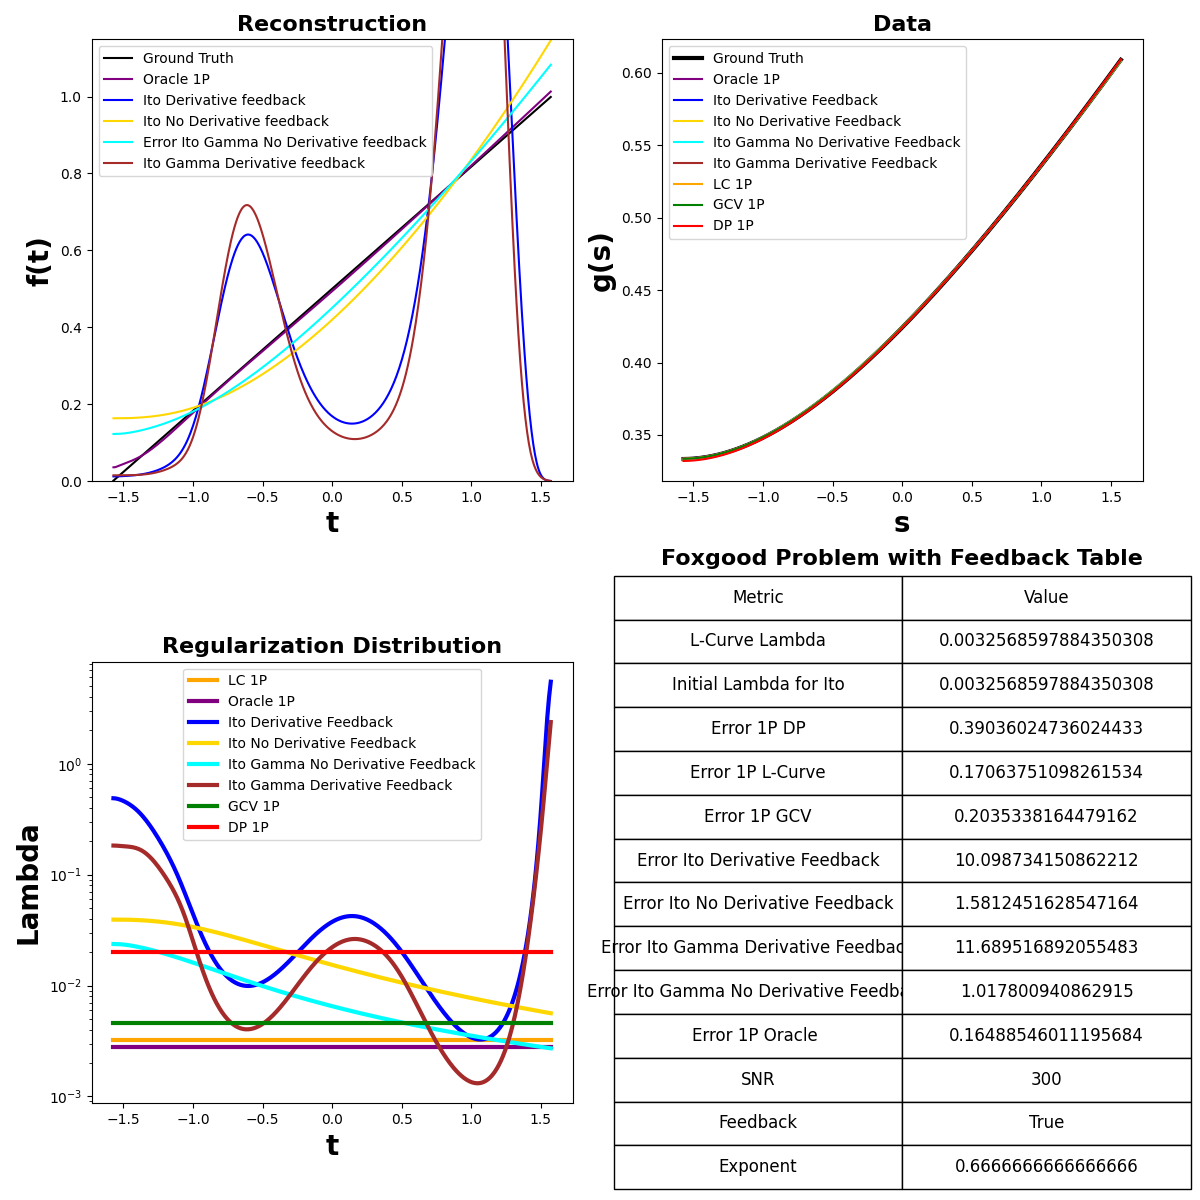 Reconstruction
f(t)
1.0
0.8
0.6
0.4
0.2
0.0
Ground Truth
Oracle 1P
Ito Derivative feedback
Ito No Derivative feedback
Error Ito Gamma No Derivative feedback
Ito Gamma Derivative feedback
−1.5 −1.0 −0.5 0.0 0.5 1.0 1.5
t
Data
g(s)
0.60
0.55
0.50
0.45
0.40
0.35
Ground Truth
Oracle 1P
Ito Derivative Feedback
Ito No Derivative Feedback
Ito Gamma No Derivative Feedback
Ito Gamma Derivative Feedback
LC 1P
GCV 1P
DP 1P
−1.5 −1.0 −0.5 0.0 0.5 1.0 1.5
s
Regularization Distribution
Lambda
10⁰
10⁻¹
10⁻²
10⁻³
LC 1P
Oracle 1P
Ito Derivative Feedback
Ito No Derivative Feedback
Ito Gamma No Derivative Feedback
Ito Gamma Derivative Feedback
GCV 1P
DP 1P
−1.5 −1.0 −0.5 0.0 0.5 1.0 1.5
t
Foxgood Problem with Feedback Table
Metric Value
L-Curve Lambda 0.0032568597884350308
Initial Lambda for Ito 0.0032568597884350308
Error 1P DP 0.39036024736024433
Error 1P L-Curve 0.17063751098261534
Error 1P GCV 0.2035338164479162
Error Ito Derivative Feedback 10.098734150862212
Error Ito No Derivative Feedback 1.5812451628547164
Error Ito Gamma Derivative Feedbac 11.689516892055483
Error Ito Gamma No Derivative Feedba 1.017800940862915
Error 1P Oracle 0.16488546011195684
SNR 300
Feedback True
Exponent 0.6666666666666666